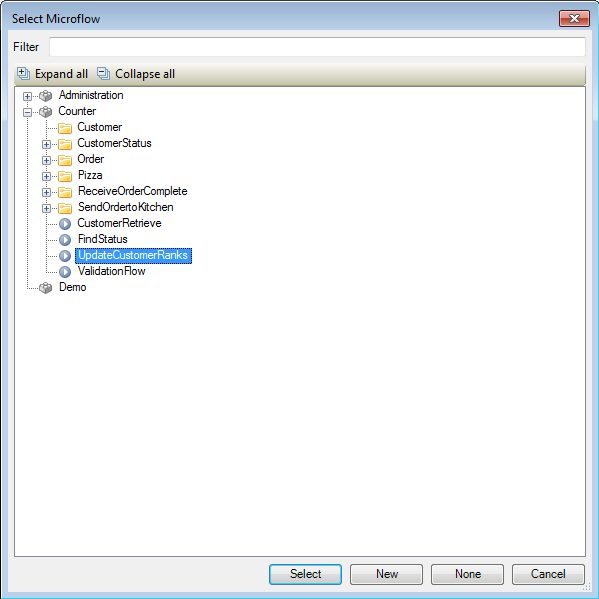 Select Microflow
Filter
Expand all Collapse all
Administration
Counter
Customer
CustomerStatus
Order
Pizza
ReceiveOrderComplete
SendOrdertoKitchen
CustomerRetrieve
FindStatus
UpdateCustomerRanks
ValidationFlow
Demo
Select New None Cancel